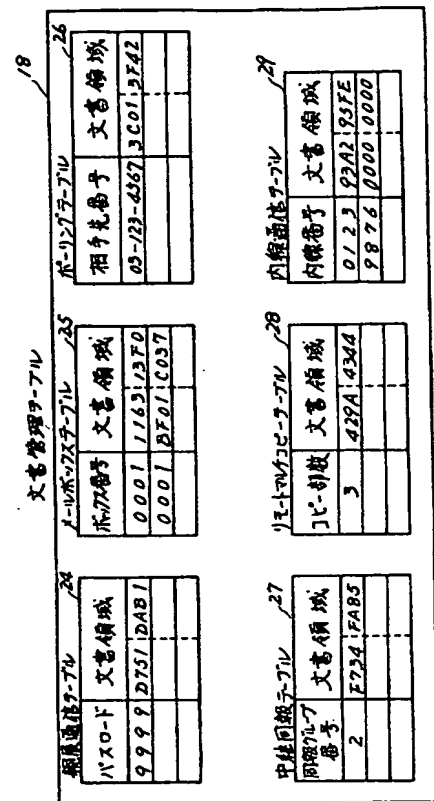 文書管理テーブル 18
親展通信テーブル 24
パスワード 文書領域
9999 D751 DAB1
メールボックステーブル 25
ボックス番号 文書領域
0001 1163 13F0
0001 BF01 C037
ポーリングテーブル 26
相手先番号 文書領域
03-123-4567 3C01 3F42
中継同報テーブル 27
同報グループ番号 文書領域
2 E734 FAB5
リモートマルチコピーテーブル 28
コピー部数 文書領域
3 429A 4344
内線通信テーブル 29
内線番号 文書領域
0123 93A2 93FE
9876 0000 0000